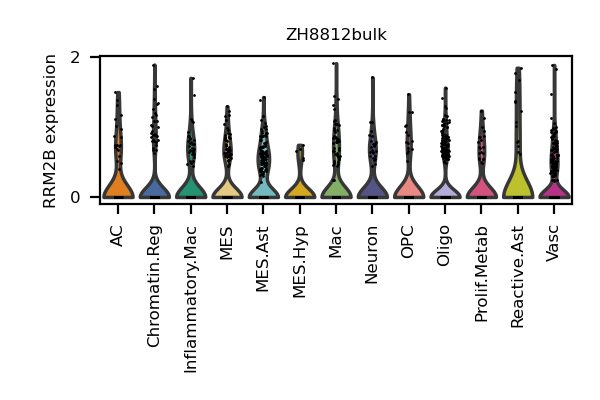 ZH8812bulk
RRM2B expression
2
0
AC
Chromatin.Reg
Inflammatory.Mac
MES
MES.Ast
MES.Hyp
Mac
Neuron
OPC
Oligo
Prolif.Metab
Reactive.Ast
Vasc